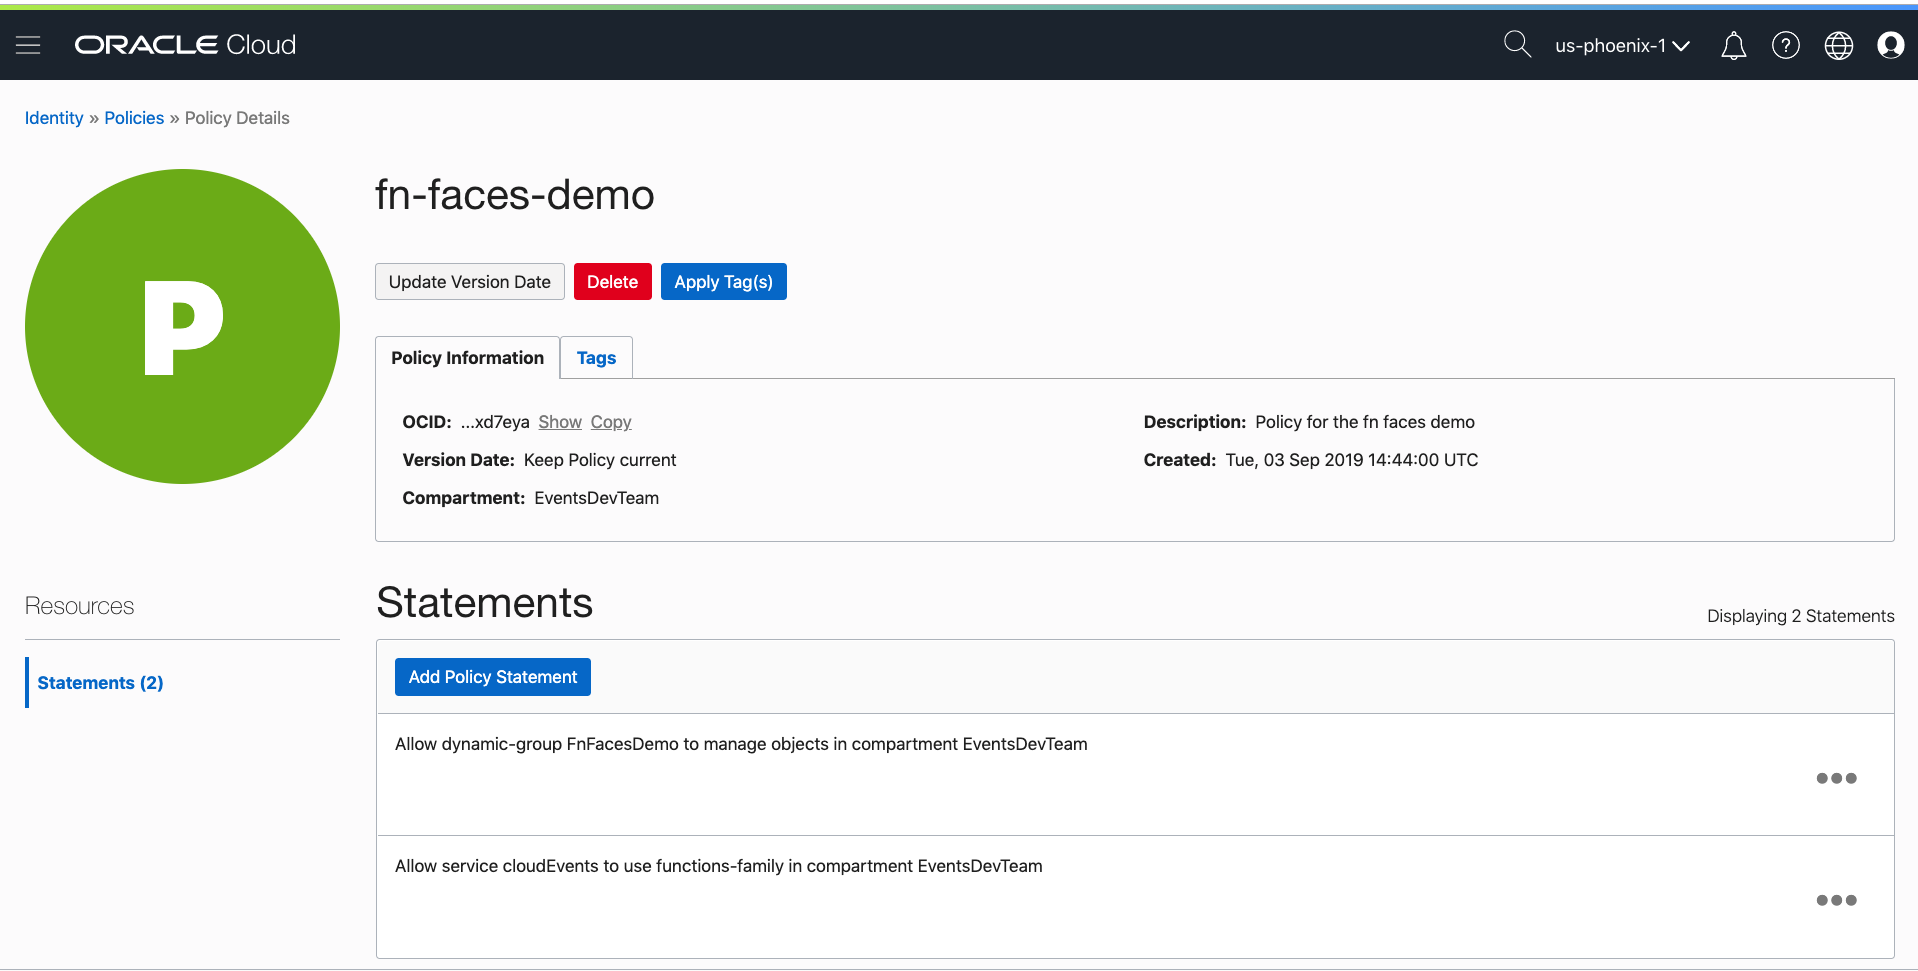 ORACLE Cloud
us-phoenix-1
?
Identity » Policies » Policy Details
P
fn-faces-demo
Update Version Date Delete Apply Tag(s)
Policy Information Tags
OCID: ...xd7eya Show Copy
Description: Policy for the fn faces demo
Version Date: Keep Policy current
Created: Tue, 03 Sep 2019 14:44:00 UTC
Compartment: EventsDevTeam
Resources
Statements (2)
Statements
Displaying 2 Statements
Add Policy Statement
Allow dynamic-group FnFacesDemo to manage objects in compartment EventsDevTeam
Allow service cloudEvents to use functions-family in compartment EventsDevTeam